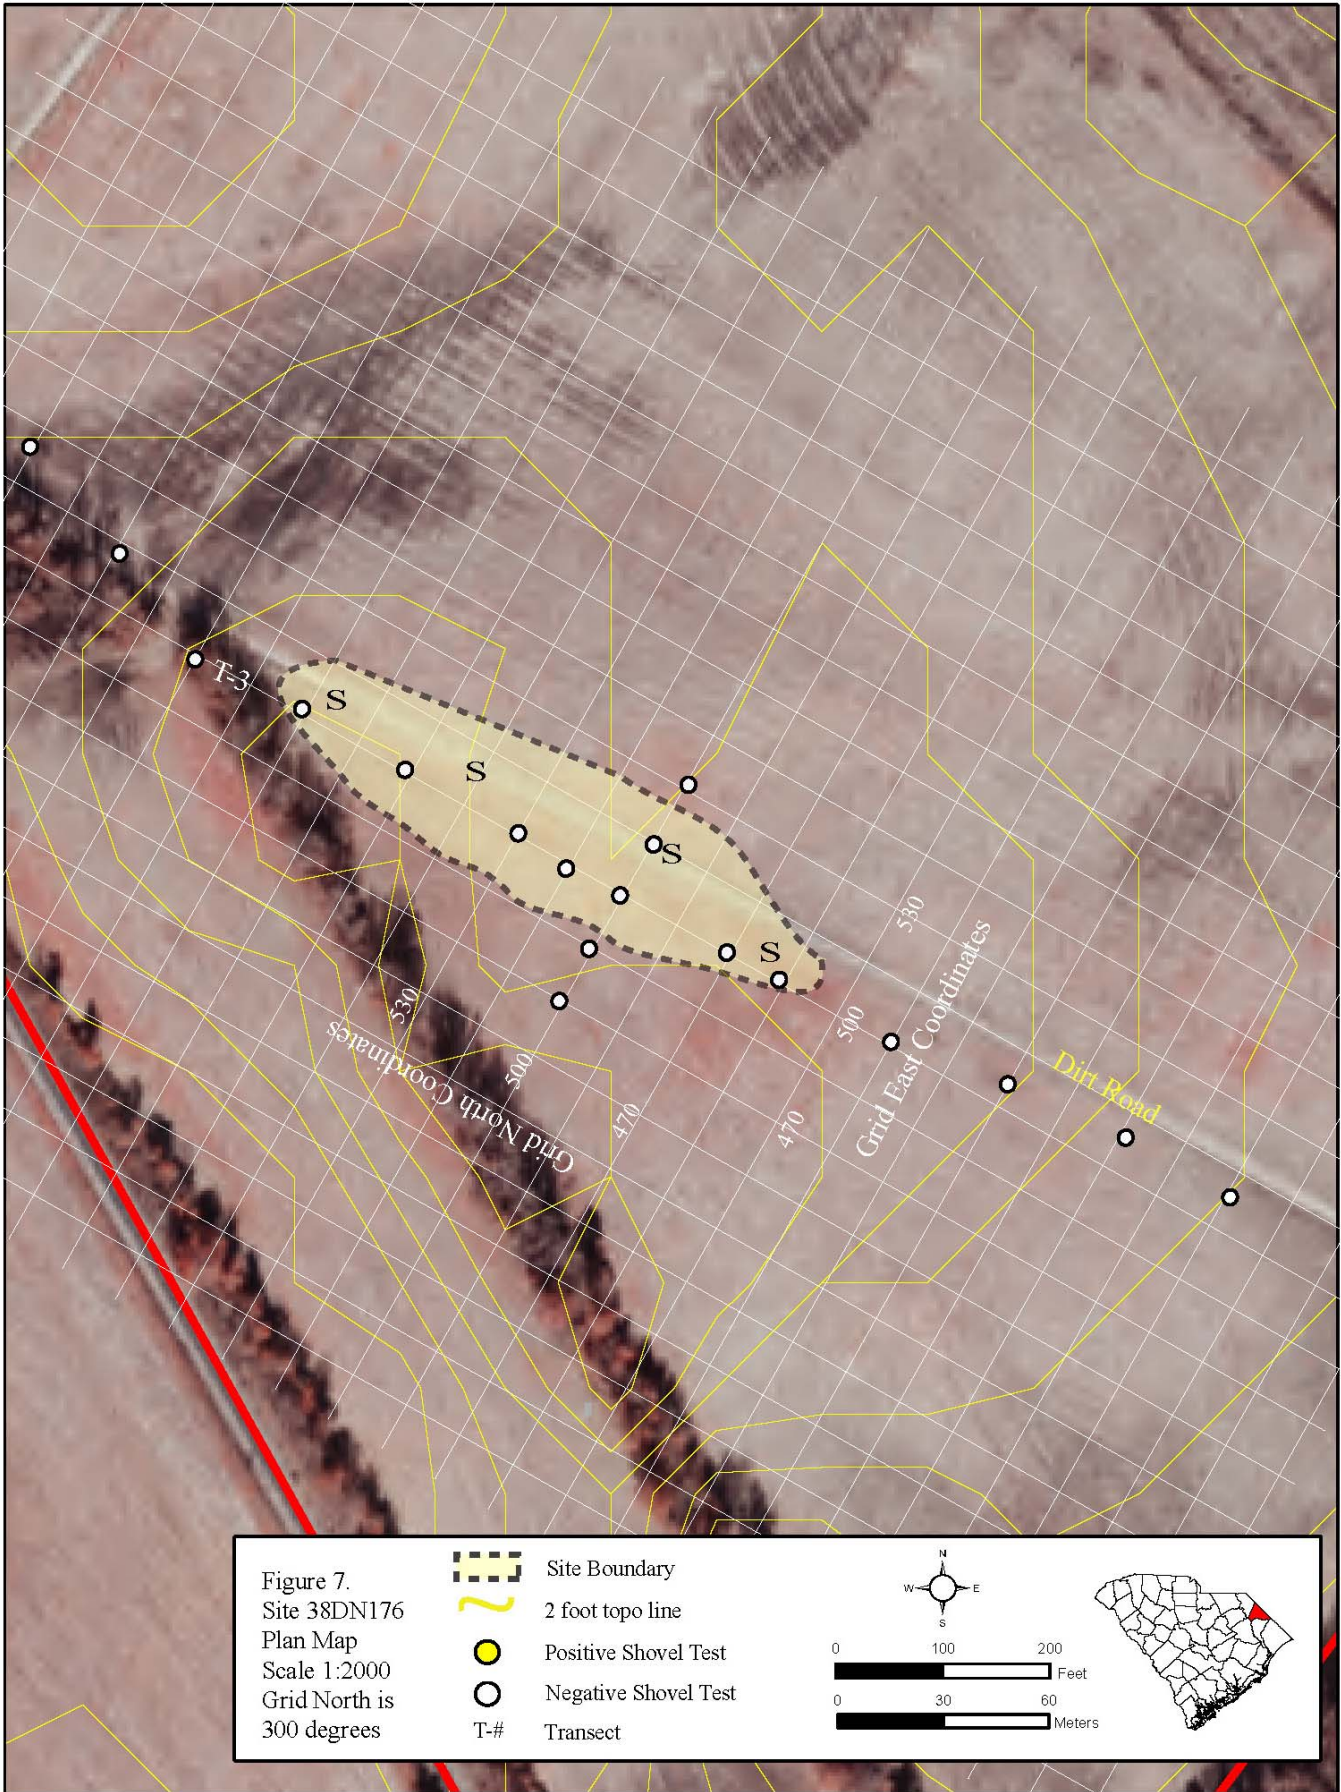 T-3
S
S
S
S
530
500
470
Grid North Coordinates
530
500
470
Grid East Coordinates
Dirt Road
Figure 7.
Site 38DN176
Plan Map
Scale 1:2000
Grid North is
300 degrees
Site Boundary
2 foot topo line
Positive Shovel Test
Negative Shovel Test
T-# Transect
N
W E
S
0 100 200
Feet
0 30 60
Meters